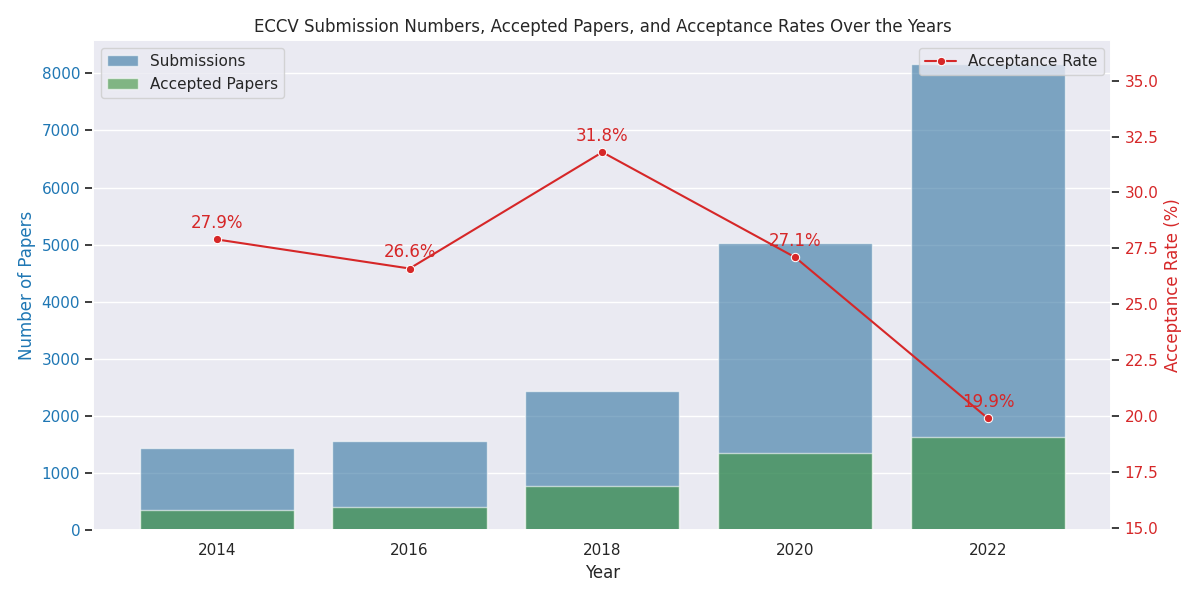 ECCV Submission Numbers, Accepted Papers, and Acceptance Rates Over the Years
Submissions
Accepted Papers
Acceptance Rate
Number of Papers
8000
7000
6000
5000
4000
3000
2000
1000
0
27.9%
26.6%
31.8%
27.1%
19.9%
35.0
32.5
30.0
27.5
25.0
22.5
20.0
17.5
15.0
Acceptance Rate (%)
2014 2016 2018 2020 2022
Year